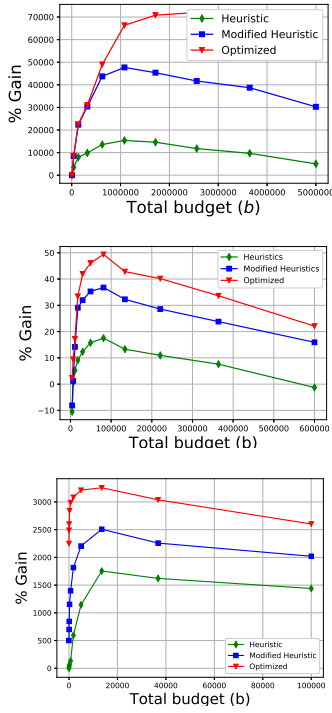 70000
60000
50000
40000
30000
20000
10000
0
% Gain
Heuristic
Modified Heuristic
Optimized
0 1000000 2000000 3000000 4000000 5000000
Total budget (b)
50
40
30
20
10
0
−10
% Gain
Heuristics
Modified Heuristics
Optimized
0 100000 200000 300000 400000 500000 600000
Total budget (b)
3000
2500
2000
1500
1000
500
0
% Gain
Heuristic
Modified Heuristic
Optimized
0 20000 40000 60000 80000 100000
Total budget (b)